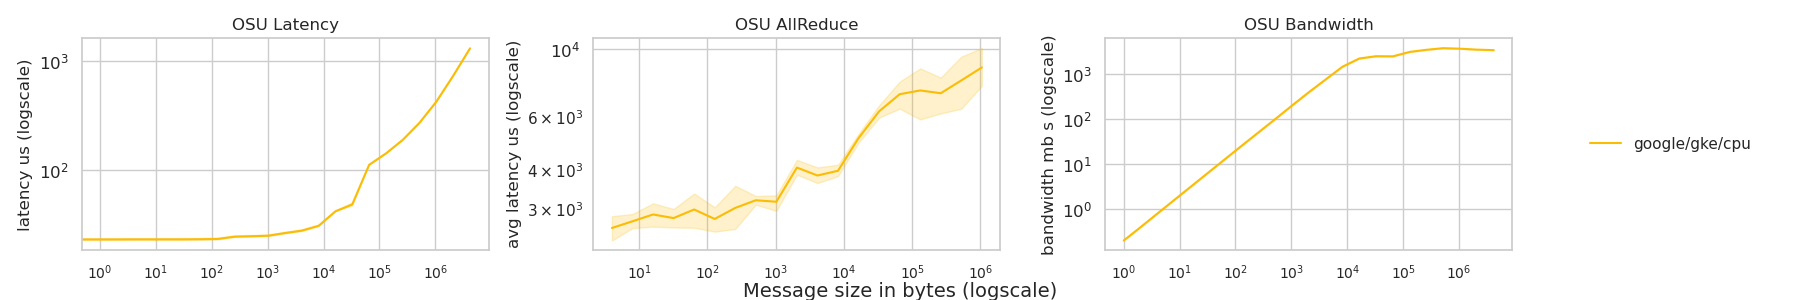 OSU Latency
latency us (logscale)
10³
10²
10⁰ 10¹ 10² 10³ 10⁴ 10⁵ 10⁶
OSU AllReduce
avg latency us (logscale)
10⁴
6 × 10³
4 × 10³
3 × 10³
10¹ 10² 10³ 10⁴ 10⁵ 10⁶
OSU Bandwidth
bandwidth mb s (logscale)
10³
10²
10¹
10⁰
10⁰ 10¹ 10² 10³ 10⁴ 10⁵ 10⁶
google/gke/cpu
Message size in bytes (logscale)